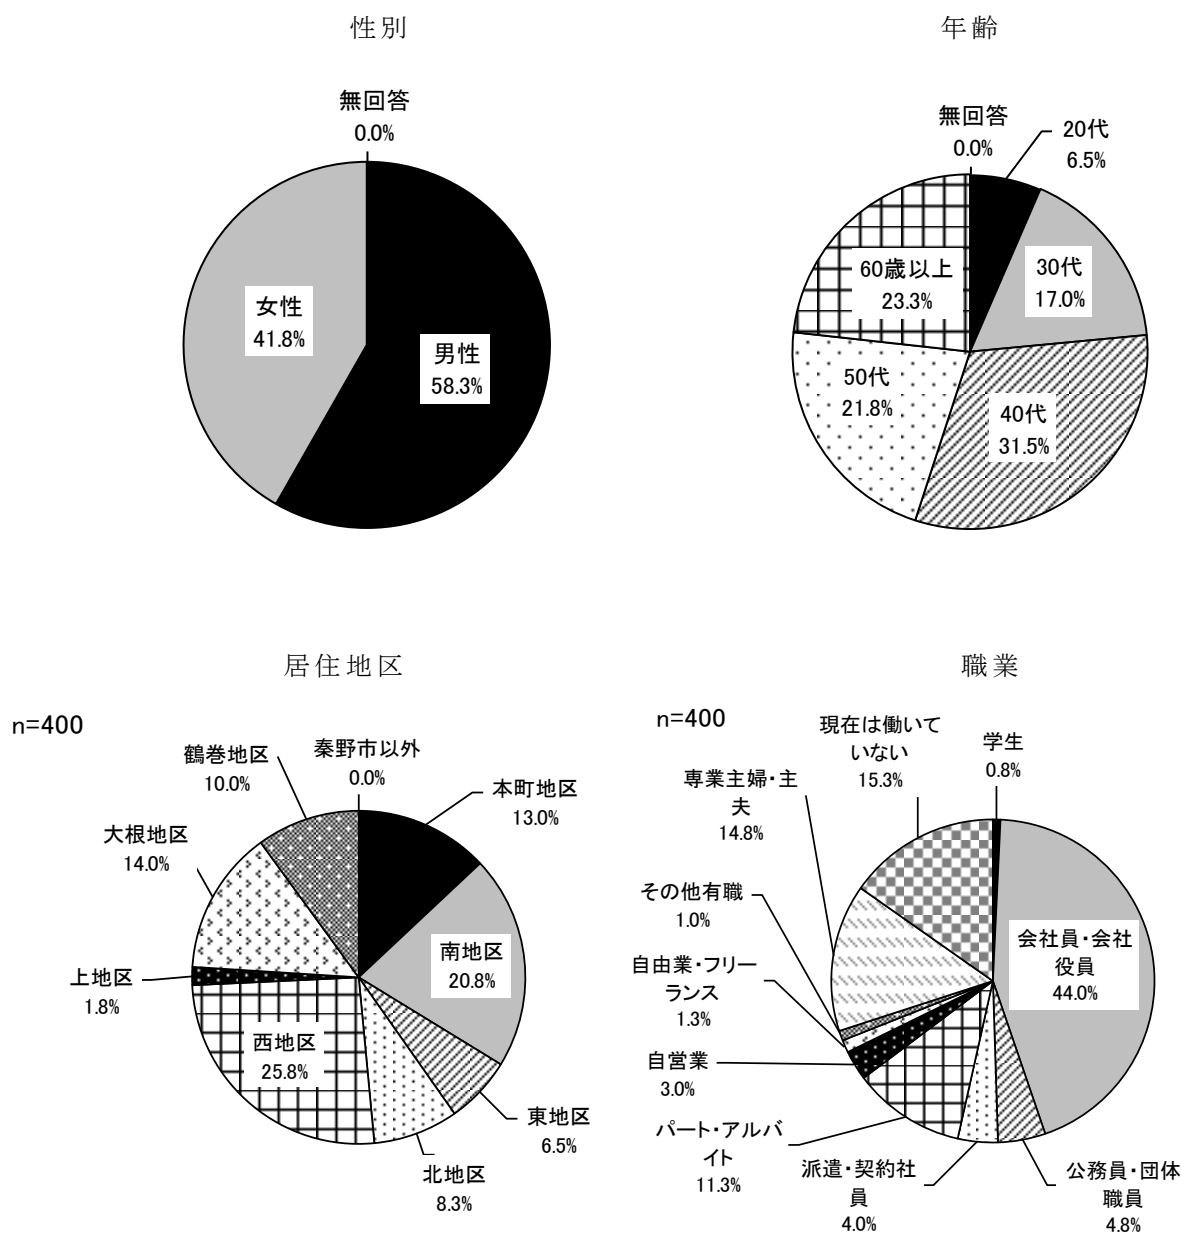 性別
無回答
0.0%
女性
41.8%
男性
58.3%
年齢
無回答
0.0%
20代
6.5%
30代
17.0%
40代
31.5%
50代
21.8%
60歳以上
23.3%
居住地区
n=400
秦野市以外
0.0%
本町地区
13.0%
南地区
20.8%
東地区
6.5%
北地区
8.3%
西地区
25.8%
上地区
1.8%
大根地区
14.0%
鶴巻地区
10.0%
職業
n=400
学生
0.8%
会社員・会社
役員
44.0%
公務員・団体
職員
4.8%
派遣・契約社
員
4.0%
パート・アルバ
イト
11.3%
自営業
3.0%
自由業・フリー
ランス
1.3%
その他有職
1.0%
専業主婦・主
夫
14.8%
現在は働いて
いない
15.3%